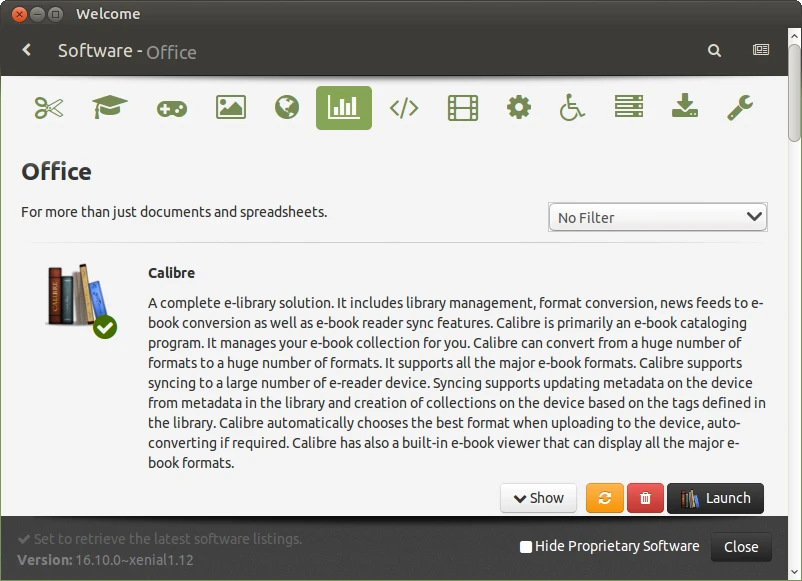 Welcome
Software - Office
Office
For more than just documents and spreadsheets.
No Filter
Calibre
A complete e-library solution. It includes library management, format conversion, news feeds to e-
book conversion as well as e-book reader sync features. Calibre is primarily an e-book cataloging
program. It manages your e-book collection for you. Calibre can convert from a huge number of
formats to a huge number of formats. It supports all the major e-book formats. Calibre supports
syncing to a large number of e-reader device. Syncing supports updating metadata on the device
from metadata in the library and creation of collections on the device based on the tags defined in
the library. Calibre automatically chooses the best format when uploading to the device, auto-
converting if required. Calibre has also a built-in e-book viewer that can display all the major e-
book formats.
Show
Launch
Set to retrieve the latest software listings.
Version: 16.10.0~xenial1.12
Hide Proprietary Software
Close